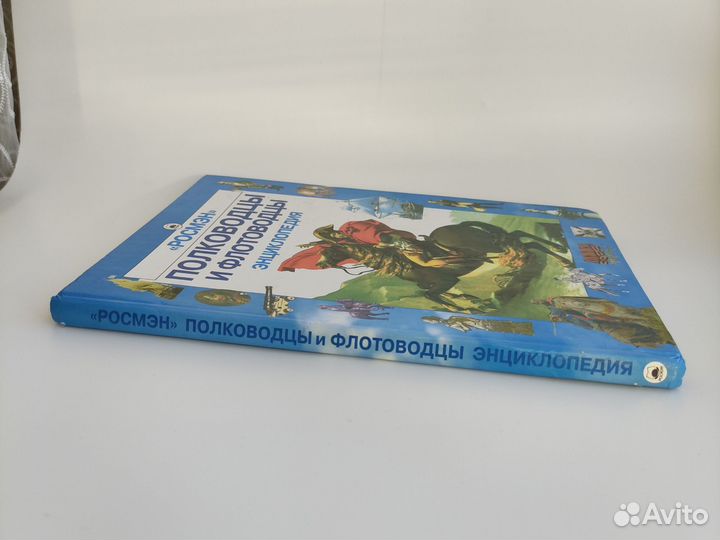 «РОСМЭН»
ПОЛКОВОДЦЫ
И ФЛОТОВОДЦЫ
ЭНЦИКЛОПЕДИЯ
«РОСМЭН» ПОЛКОВОДЦЫ и ФЛОТОВОДЦЫ ЭНЦИКЛОПЕДИЯ
Avito